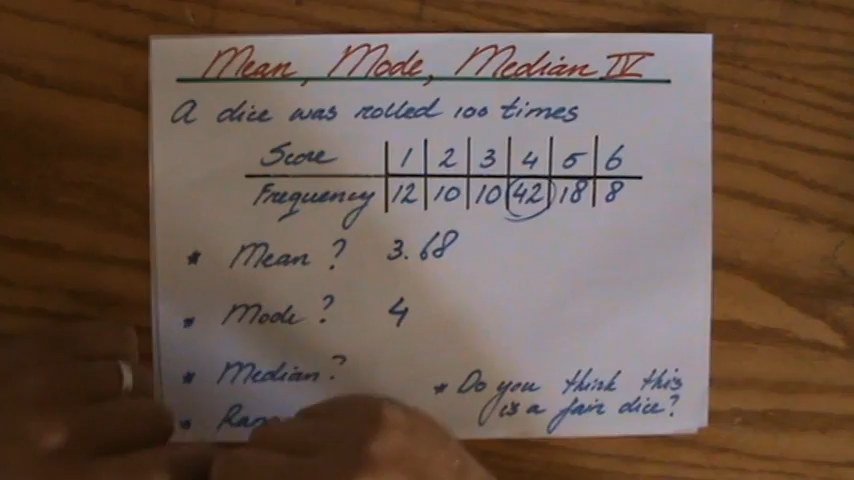 Mean, Mode, Median IV
A dice was rolled 100 times
Score 1 2 3 4 5 6
Frequency 12 10 10 42 18 8
* Mean? 3.68
* Mode? 4
* Median?
* Do you think this
is a fair dice?